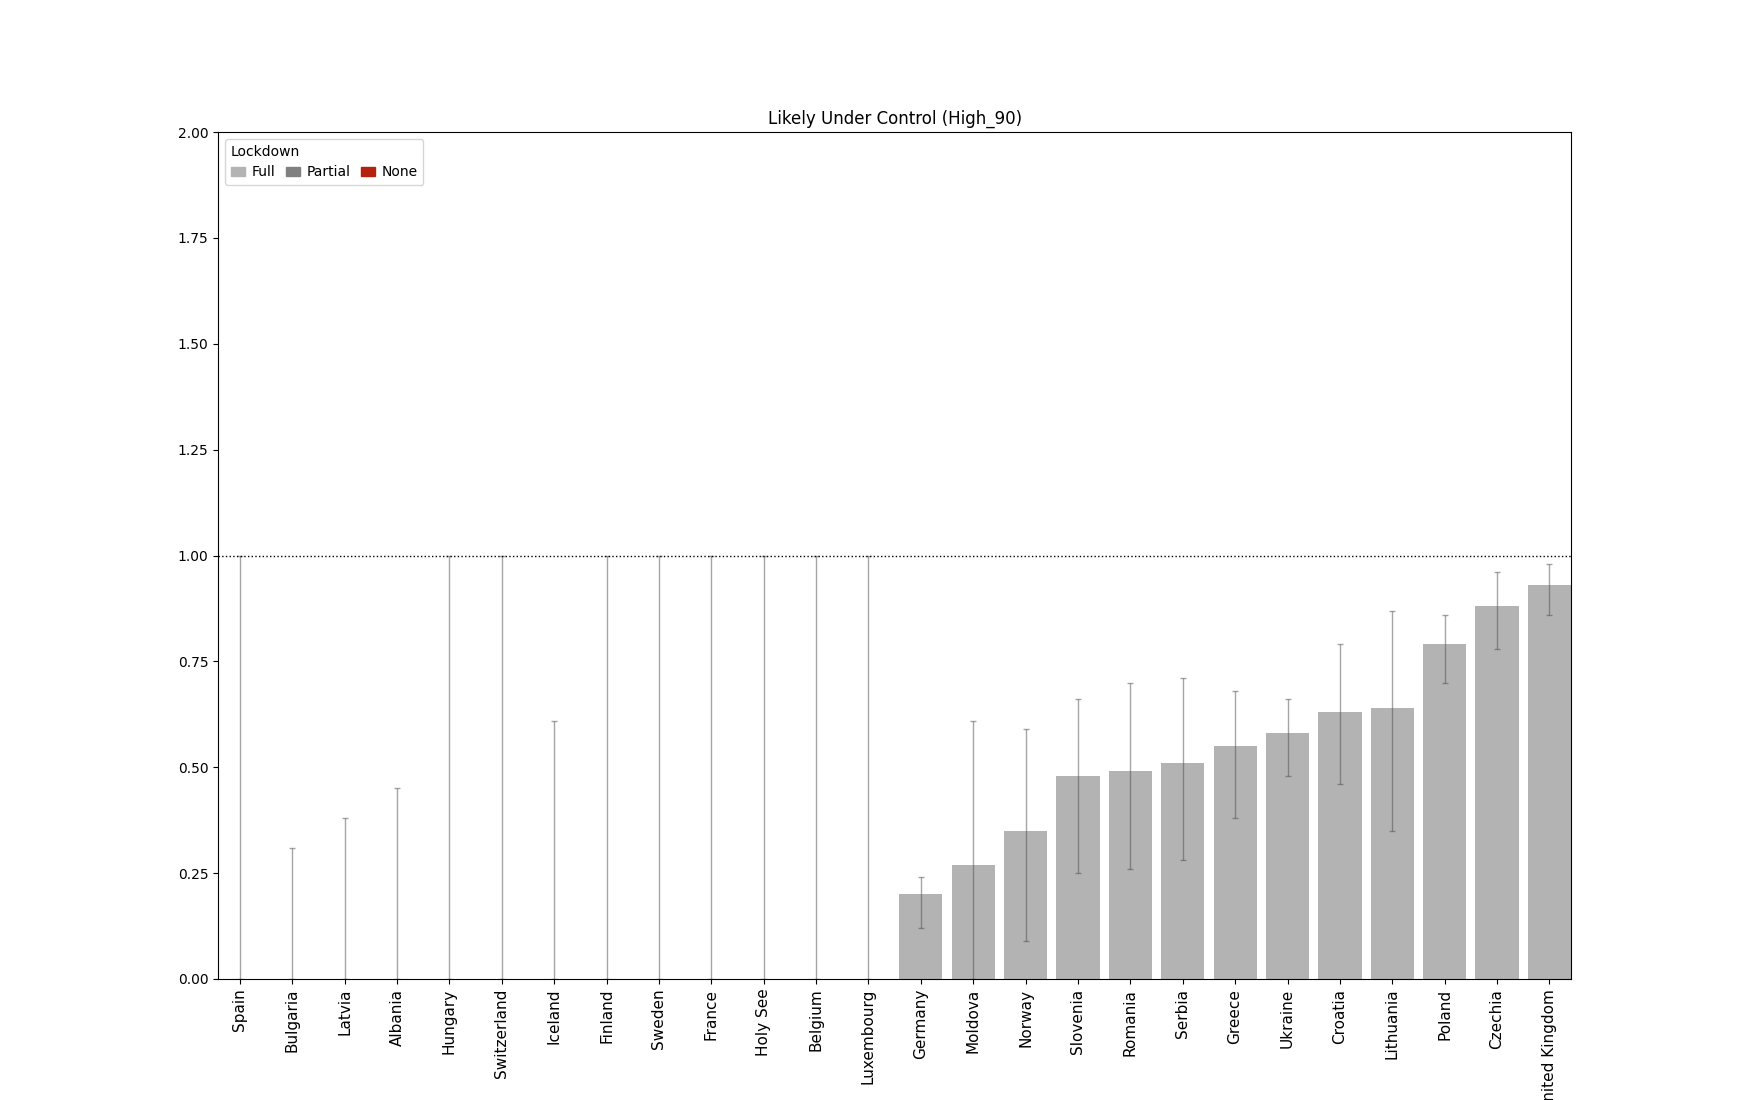 Likely Under Control (High_90)
Lockdown
Full Partial None
2.00
1.75
1.50
1.25
1.00
0.75
0.50
0.25
0.00
Spain
Bulgaria
Latvia
Albania
Hungary
Switzerland
Iceland
Finland
Sweden
France
Holy See
Belgium
Luxembourg
Germany
Moldova
Norway
Slovenia
Romania
Serbia
Greece
Ukraine
Croatia
Lithuania
Poland
Czechia
nited Kingdom